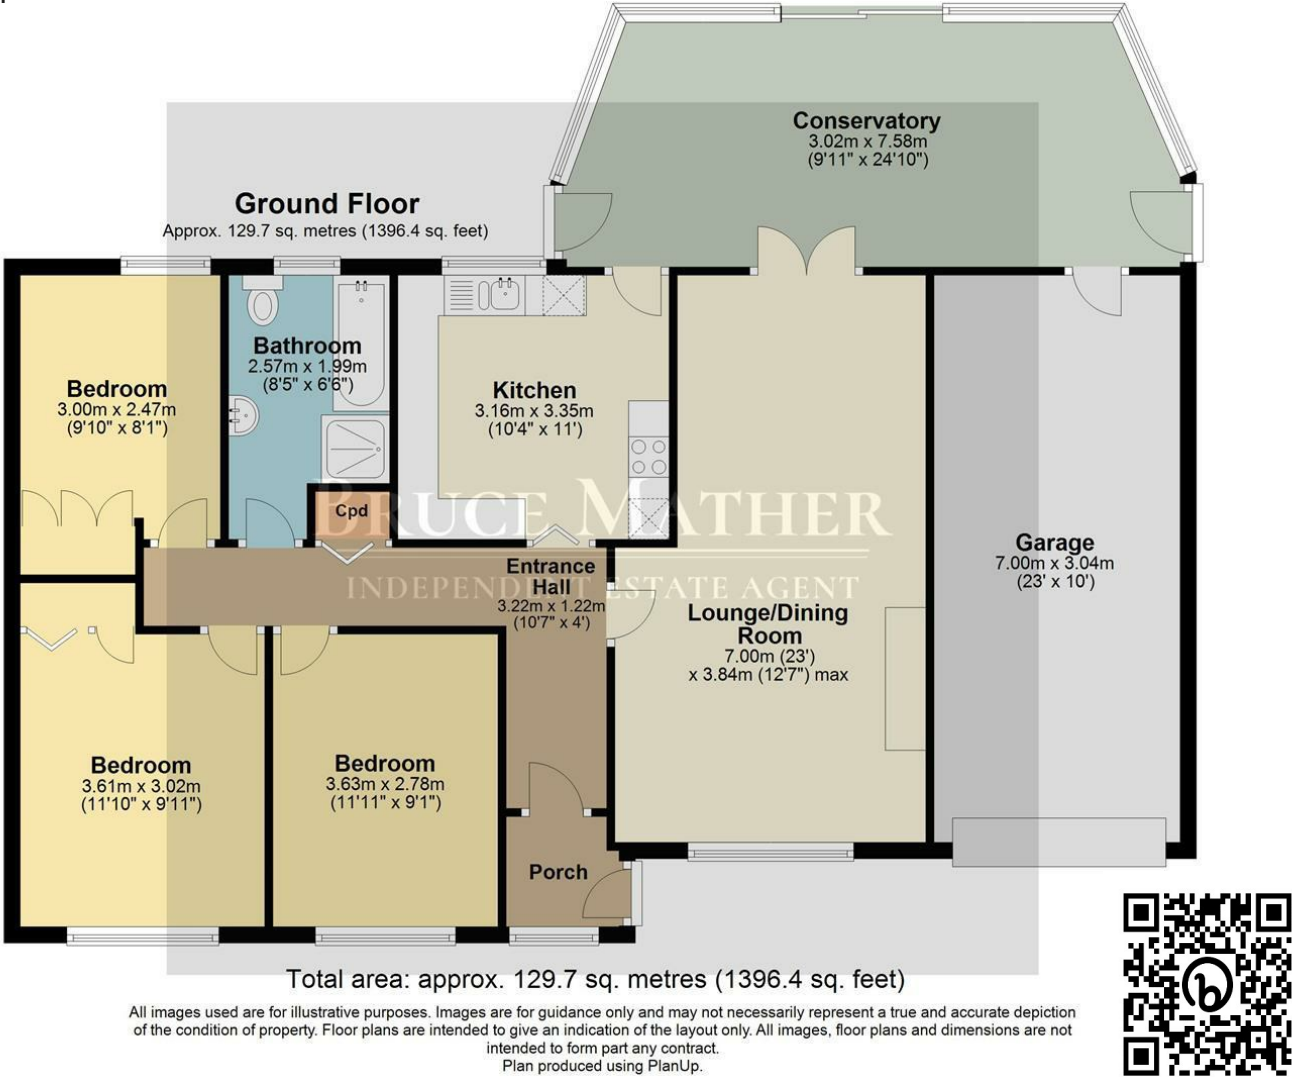 Conservatory
3.02m x 7.58m
(9'11" x 24'10")
Ground Floor
Approx. 129.7 sq. metres (1396.4 sq. feet)
Bedroom
3.00m x 2.47m
(9'10" x 8'1")
Bathroom
2.57m x 1.99m
(8'5" x 6'6")
Kitchen
3.16m x 3.35m
(10'4" x 11')
Cpd
BRUCE MATHER
INDEPENDENT ESTATE AGENT
Entrance
Hall
3.22m x 1.22m
(10'7" x 4')
Lounge/Dining
Room
7.00m (23')
x 3.84m (12'7") max
Garage
7.00m x 3.04m
(23' x 10')
Bedroom
3.61m x 3.02m
(11'10" x 9'11")
Bedroom
3.63m x 2.78m
(11'11" x 9'1")
Porch
Total area: approx. 129.7 sq. metres (1396.4 sq. feet)
All images used are for illustrative purposes. Images are for guidance only and may not necessarily represent a true and accurate depiction
of the condition of property. Floor plans are intended to give an indication of the layout only. All images, floor plans and dimensions are not
intended to form part any contract.
Plan produced using PlanUp.